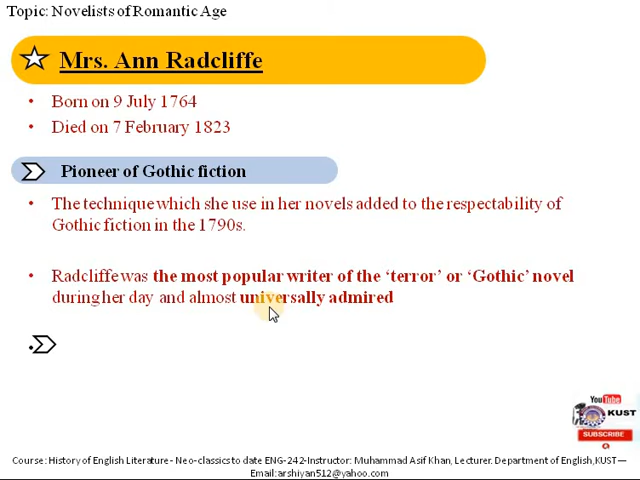 Topic: Novelists of Romantic Age
Mrs. Ann Radcliffe
• Born on 9 July 1764
• Died on 7 February 1823
Pioneer of Gothic fiction
• The technique which she use in her novels added to the respectability of
Gothic fiction in the 1790s.
• Radcliffe was the most popular writer of the ‘terror’ or ‘Gothic’ novel
during her day and almost universally admired
YouTube
KUST
SUBSCRIBE
Course: History of English Literature - Neo-classics to date ENG-242-Instructor: Muhammad Asif Khan, Lecturer. Department of English,KUST—
Email:arshiyan512@yahoo.com